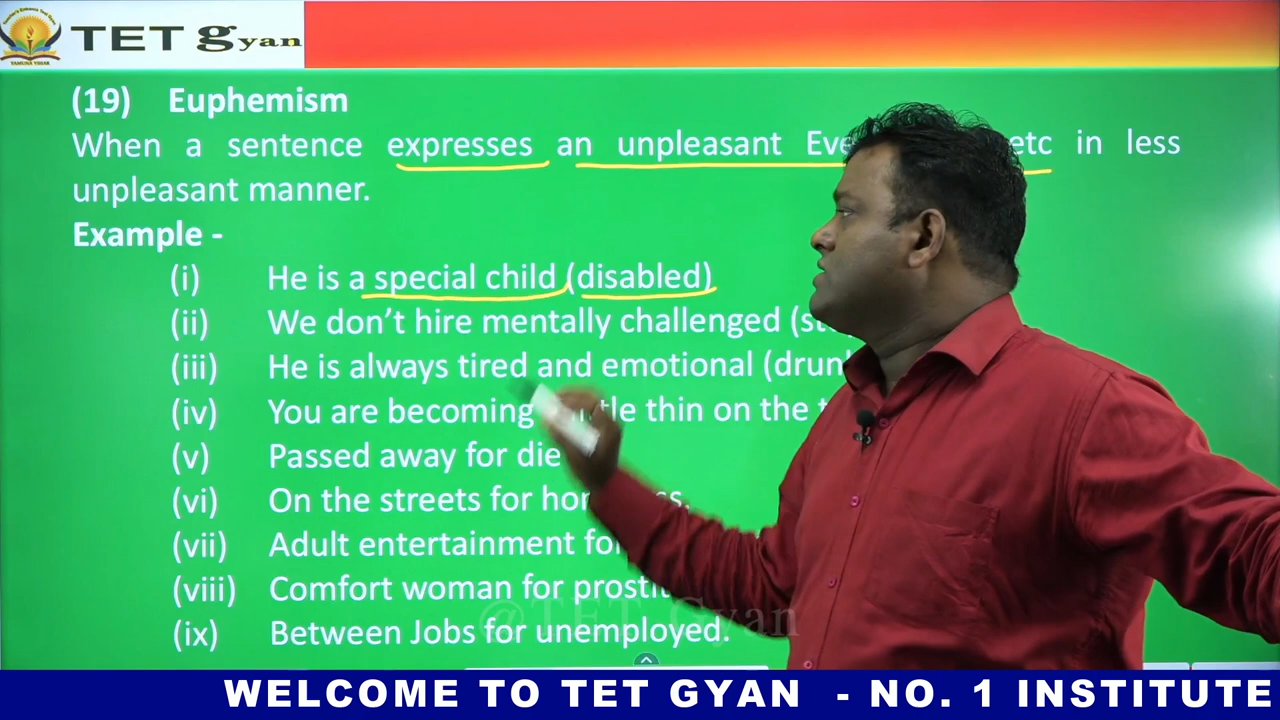 TET gyan
YAMUNA VIHAR
(19) Euphemism
When a sentence expresses an unpleasant etc in less
unpleasant manner.
Example -
(i) He is a special child (disabled)
(ii) We don't hire mentally challenged
(iii) He is always tired and emotional
(iv) You are becoming thin on the
(v) Passed away for die
(vi) On the streets for
(vii) Adult entertainment for
(viii) Comfort woman for
(ix) Between Jobs for unemployed.
@TET Gyan
WELCOME TO TET GYAN - NO. 1 INSTITUTE